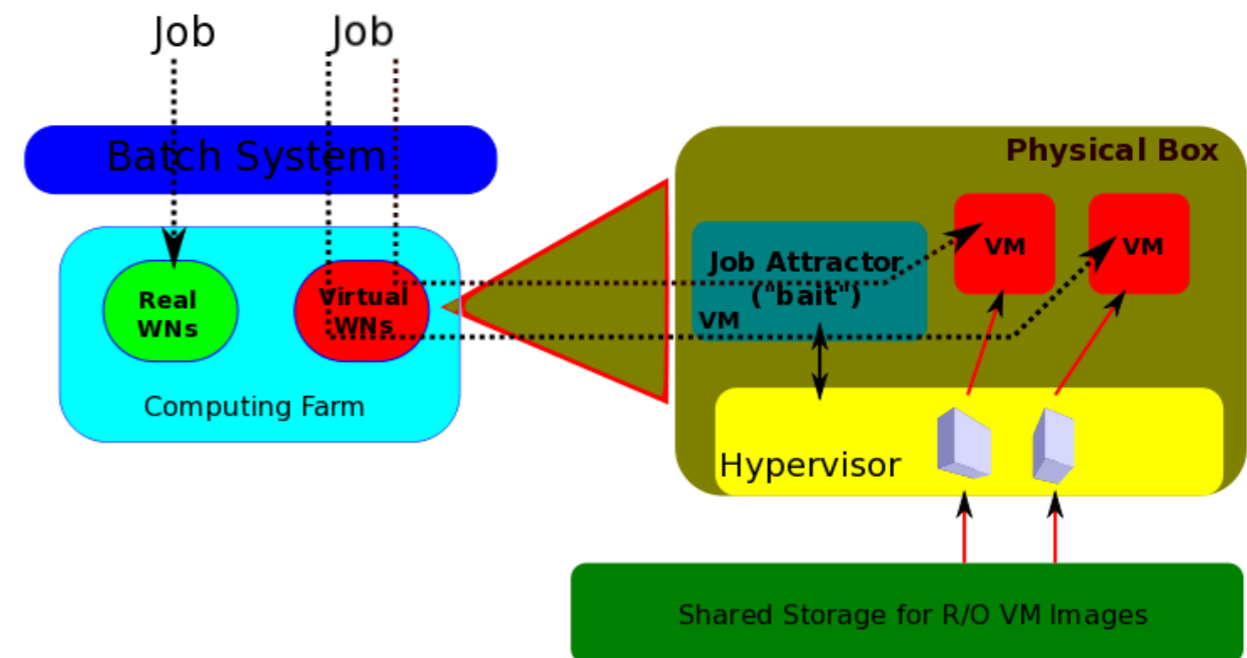 Job
Job
Batch System
Physical Box
Real
WNs
Virtual
WNs
Computing Farm
Job Attractor
("bait")
VM
VM
VM
Hypervisor
Shared Storage for R/O VM Images